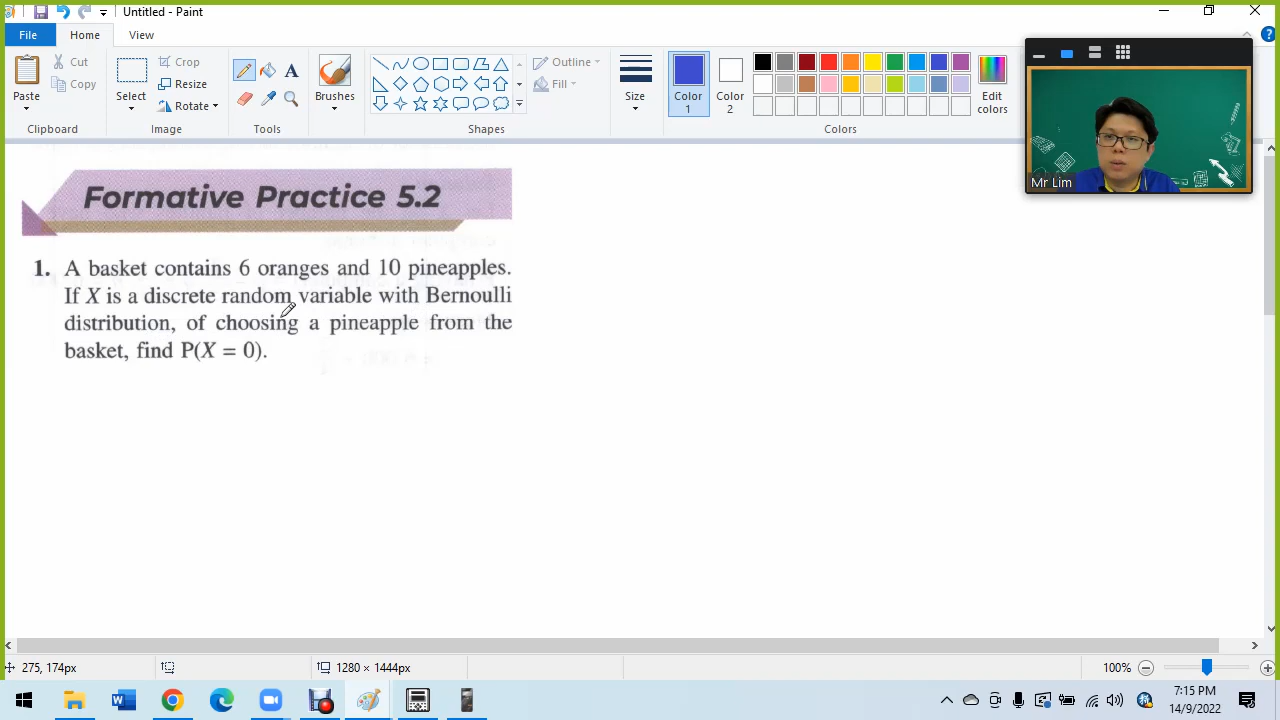 Untitled - Paint
File
Home
View
Paste
Cut
Copy
Clipboard
Select
Crop
Resize
Rotate
Image
Tools
Brushes
Shapes
Outline
Fill
Size
Color 1
Color 2
Edit colors
Colors
Mr Lim
Formative Practice 5.2
1. A basket contains 6 oranges and 10 pineapples.
If X is a discrete random variable with Bernoulli
distribution, of choosing a pineapple from the
basket, find P(X = 0).
275, 174px
1280 × 1444px
100%
7:15 PM
14/9/2022